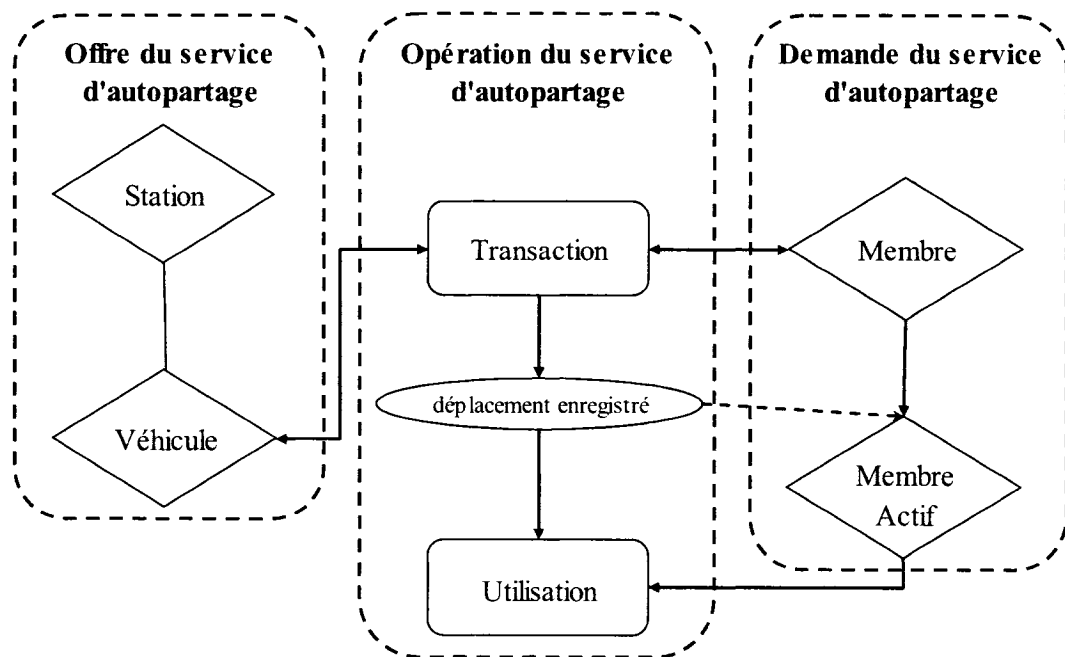 Offre du service
d'autopartage
Station
Véhicule
Opération du service
d'autopartage
Transaction
déplacement enregistré
Utilisation
Demande du service
d'autopartage
Membre
Membre
Actif